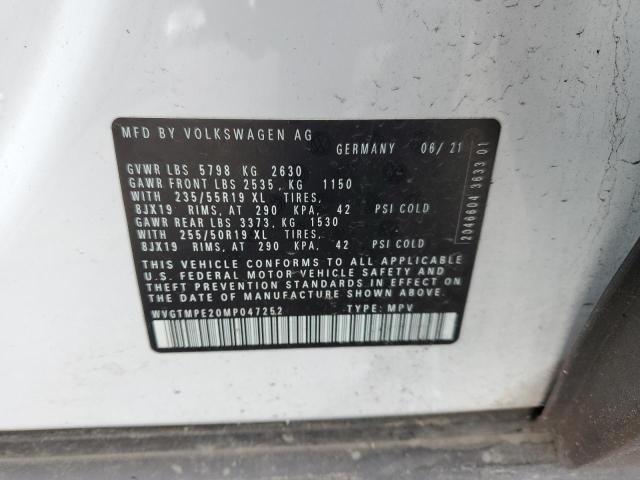 MFD BY VOLKSWAGEN AG
GERMANY 06/21
GVWR LBS 5798 KG 2630
GAWR FRONT LBS 2535, KG 1150
WITH 235/55R19 XL TIRES,
8JX19 RIMS, AT 290 KPA, 42 PSI COLD
GAWR REAR LBS 3373, KG 1530
WITH 255/50R19 XL TIRES,
8JX19 RIMS, AT 290 KPA, 42 PSI COLD
THIS VEHICLE CONFORMS TO ALL APPLICABLE
U.S. FEDERAL MOTOR VEHICLE SAFETY AND
THEFT PREVENTION STANDARDS IN EFFECT ON
THE DATE OF MANUFACTURE SHOWN ABOVE
WVGTMPE20MP047252 TYPE: MPV
2046604 3633 01